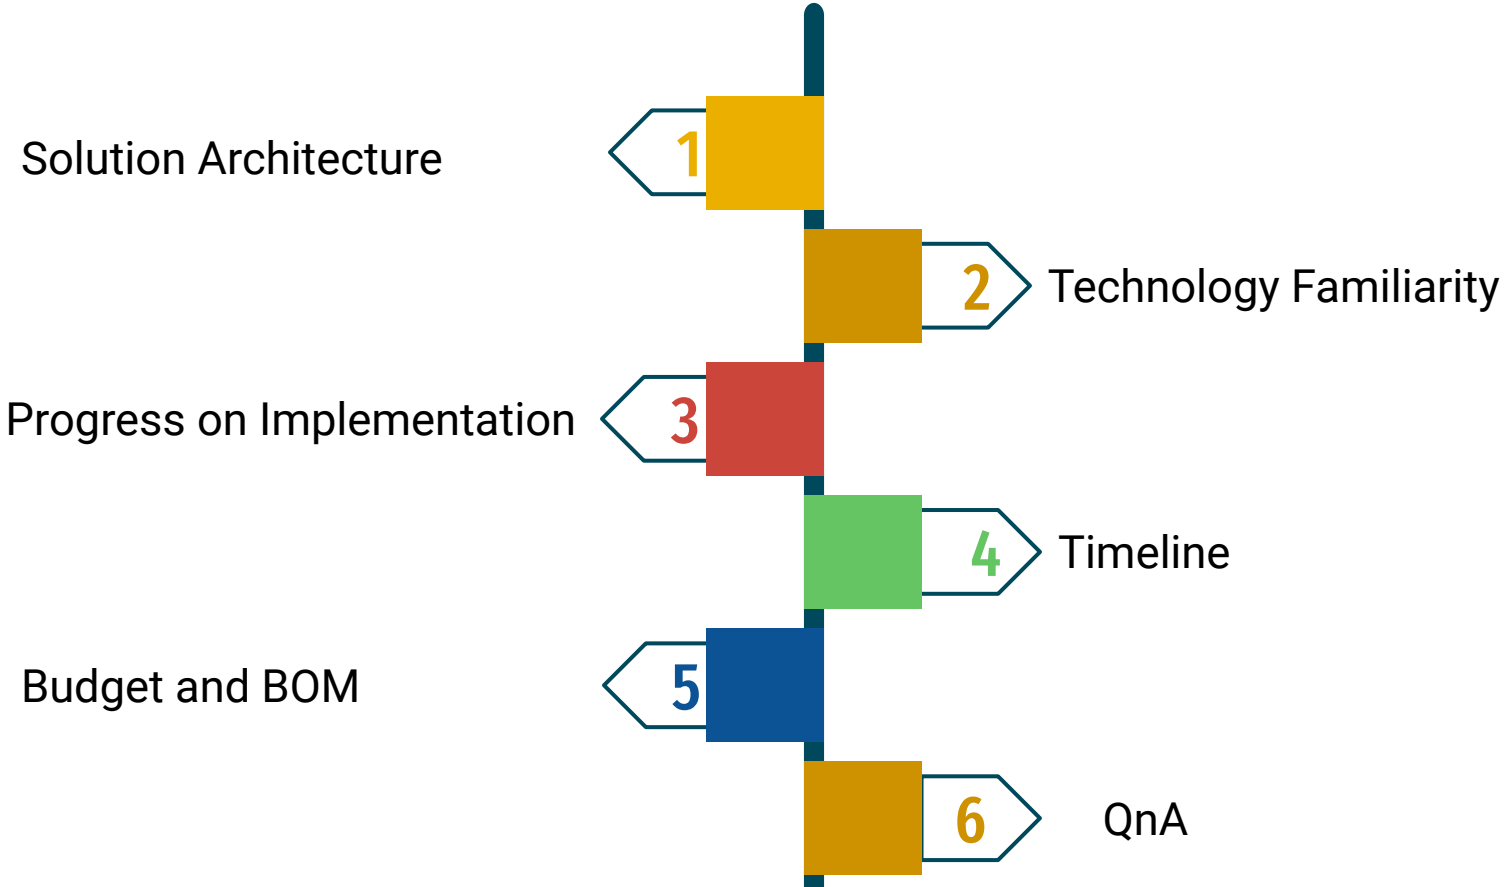 Solution Architecture
1
2
Technology Familiarity
Progress on Implementation
3
4
Timeline
Budget and BOM
5
6
QnA